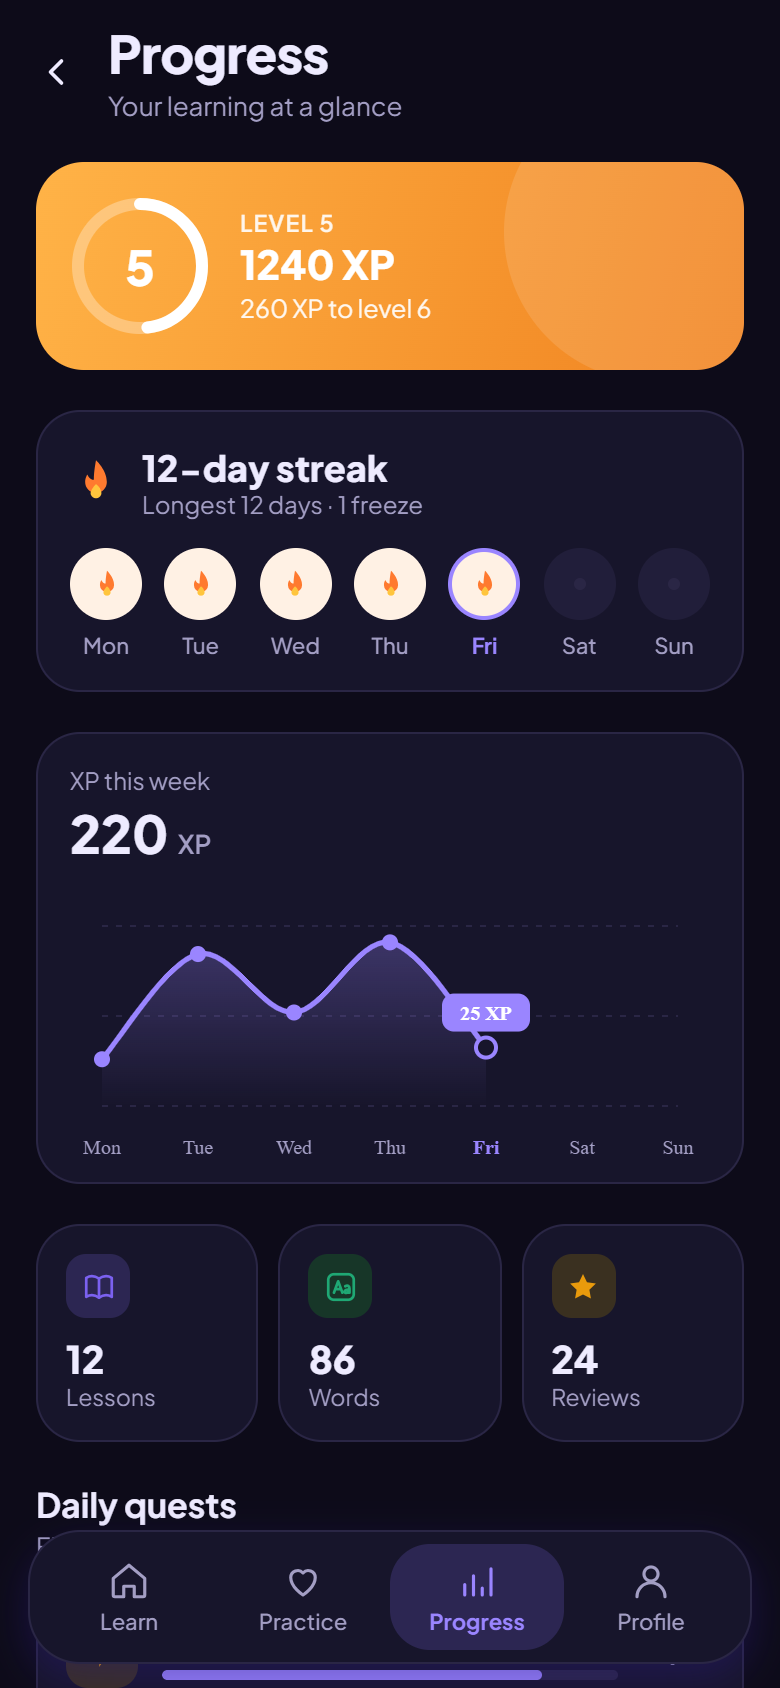 Progress
Your learning at a glance
5
LEVEL 5
1240 XP
260 XP to level 6
12-day streak
Longest 12 days · 1 freeze
Mon Tue Wed Thu Fri Sat Sun
XP this week
220 XP
25 XP
Mon Tue Wed Thu Fri Sat Sun
Aa
12 86 24
Lessons Words Reviews
Daily quests
Learn Practice Progress Profile